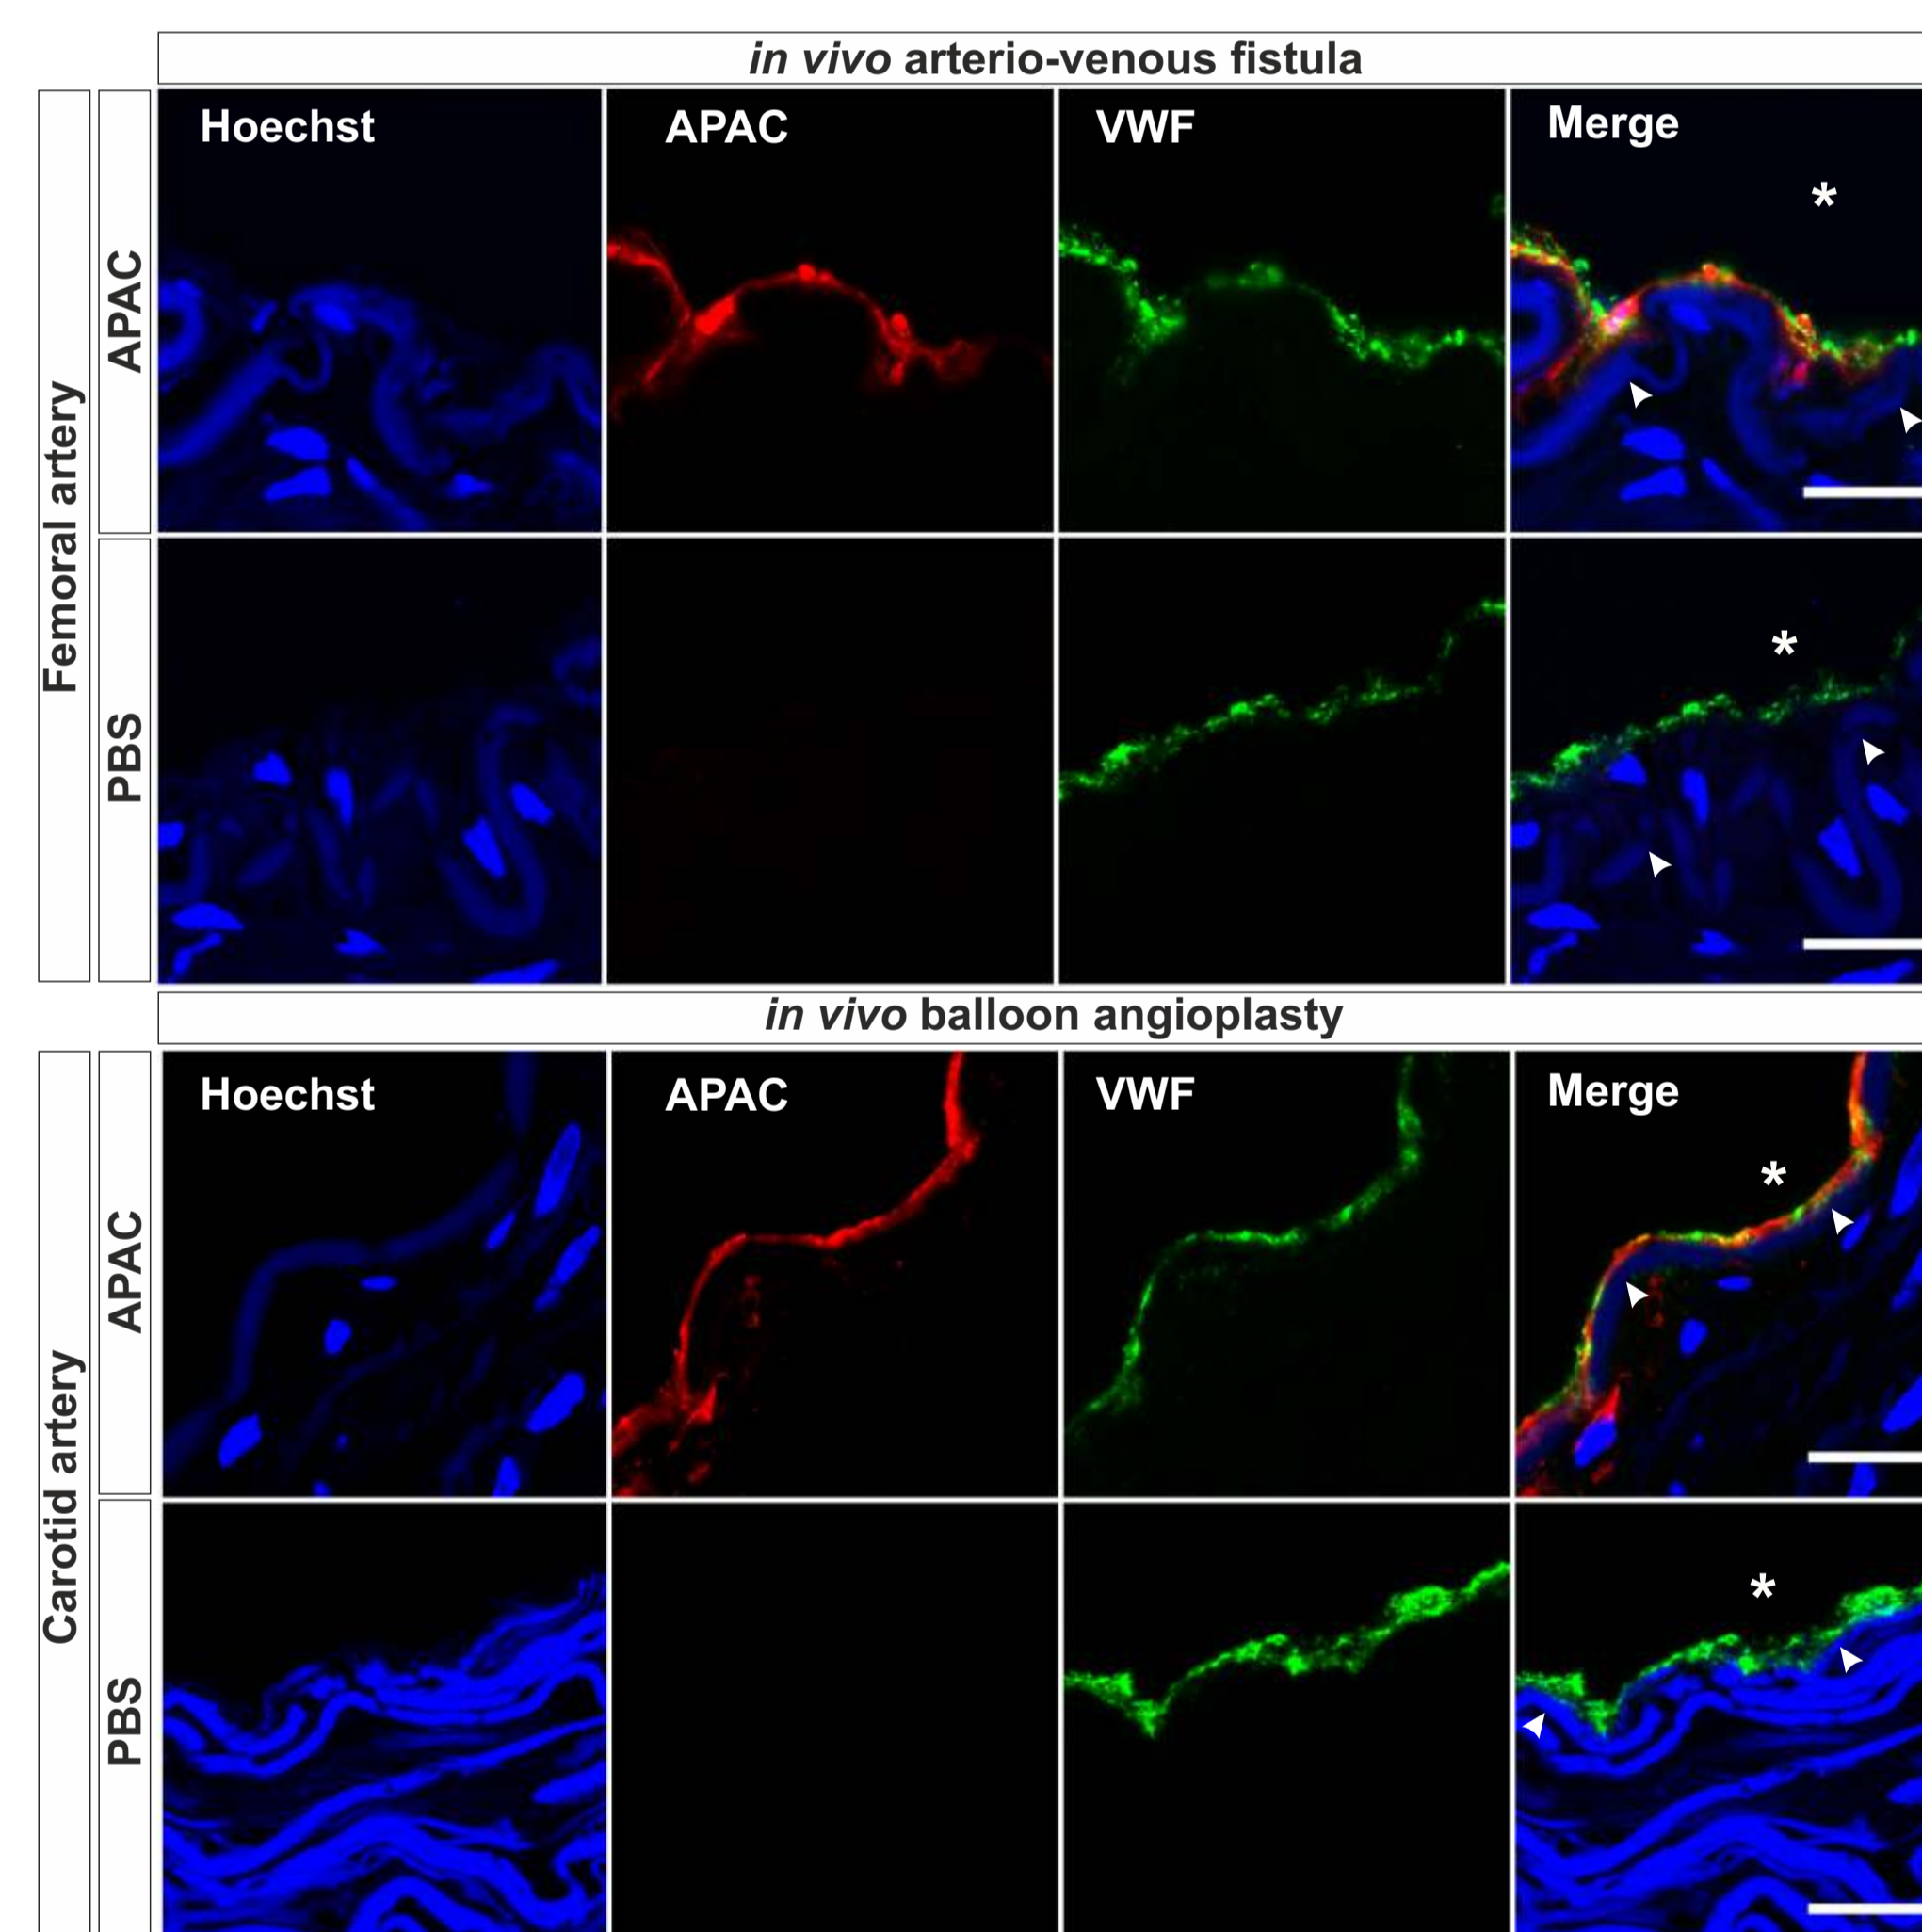 in vivo arterio-venous fistula
Femoral artery
APAC
Hoechst
APAC
VWF
Merge
*
PBS
*
in vivo balloon angioplasty
Carotid artery
APAC
Hoechst
APAC
VWF
Merge
*
PBS
*